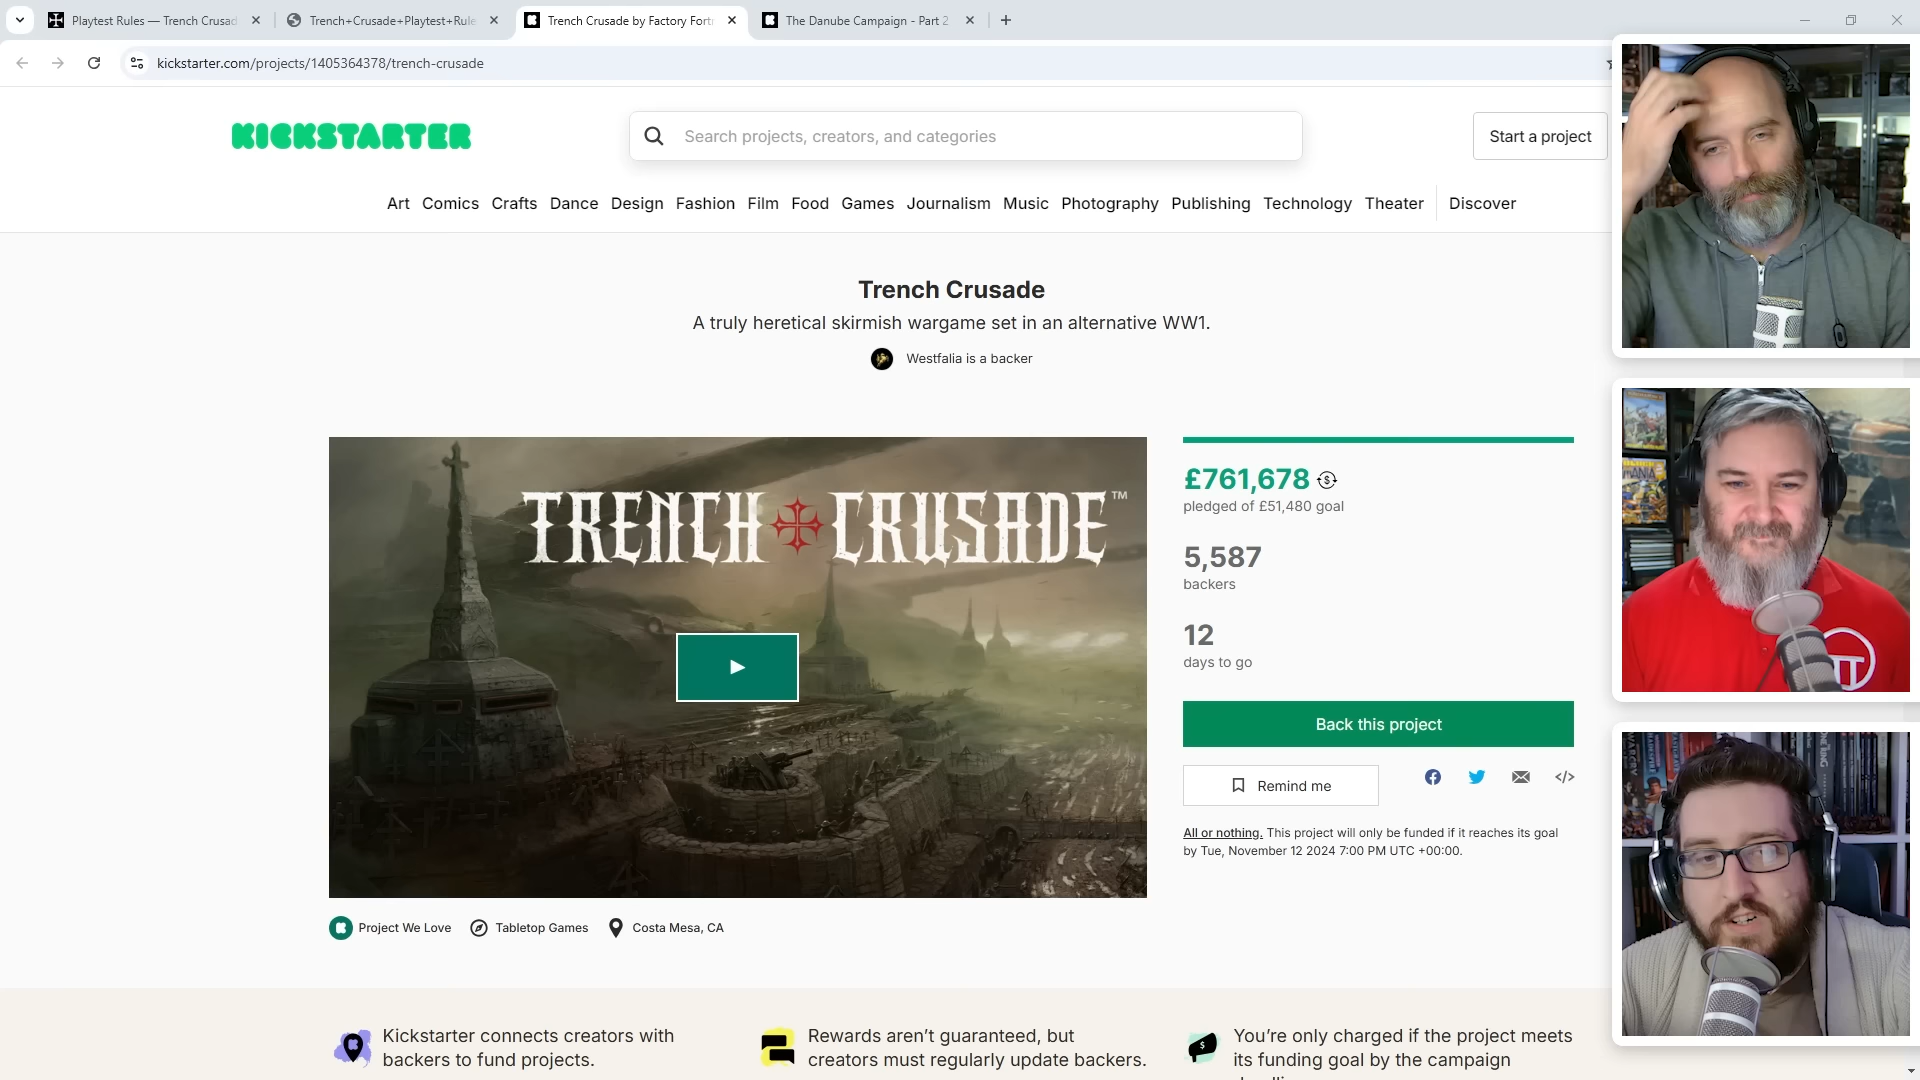 Playtest Rules — Trench Crusad
Trench+Crusade+Playtest+Rule
Trench Crusade by Factory Fort
The Danube Campaign - Part 2
kickstarter.com/projects/1405364378/trench-crusade
KICKSTARTER
Search projects, creators, and categories
Start a project
Art Comics Crafts Dance Design Fashion Film Food Games Journalism Music Photography Publishing Technology Theater Discover
Trench Crusade
A truly heretical skirmish wargame set in an alternative WW1.
Westfalia is a backer
TRENCH CRUSADE™
£761,678
pledged of £51,480 goal
5,587
backers
12
days to go
Back this project
Remind me
All or nothing. This project will only be funded if it reaches its goal
by Tue, November 12 2024 7:00 PM UTC +00:00.
Project We Love
Tabletop Games
Costa Mesa, CA
Kickstarter connects creators with
backers to fund projects.
Rewards aren’t guaranteed, but
creators must regularly update backers.
You’re only charged if the project meets
its funding goal by the campaign